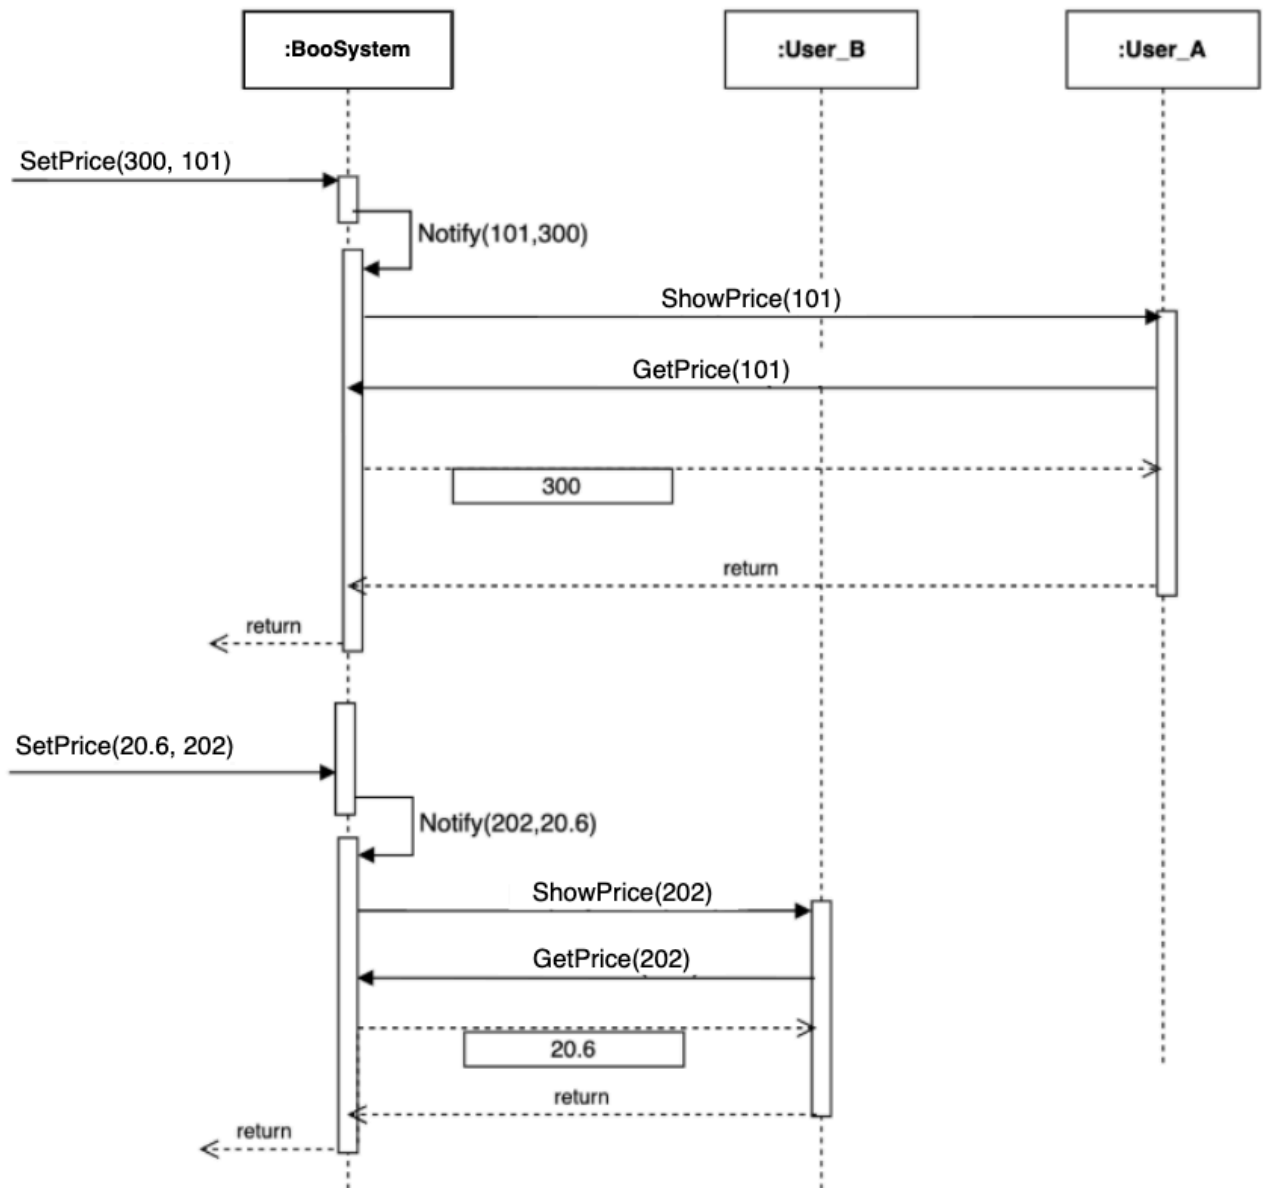 :BooSystem
:User_B
:User_A
SetPrice(300, 101)
Notify(101,300)
ShowPrice(101)
GetPrice(101)
300
return
return
SetPrice(20.6, 202)
Notify(202,20.6)
ShowPrice(202)
GetPrice(202)
20.6
return
return